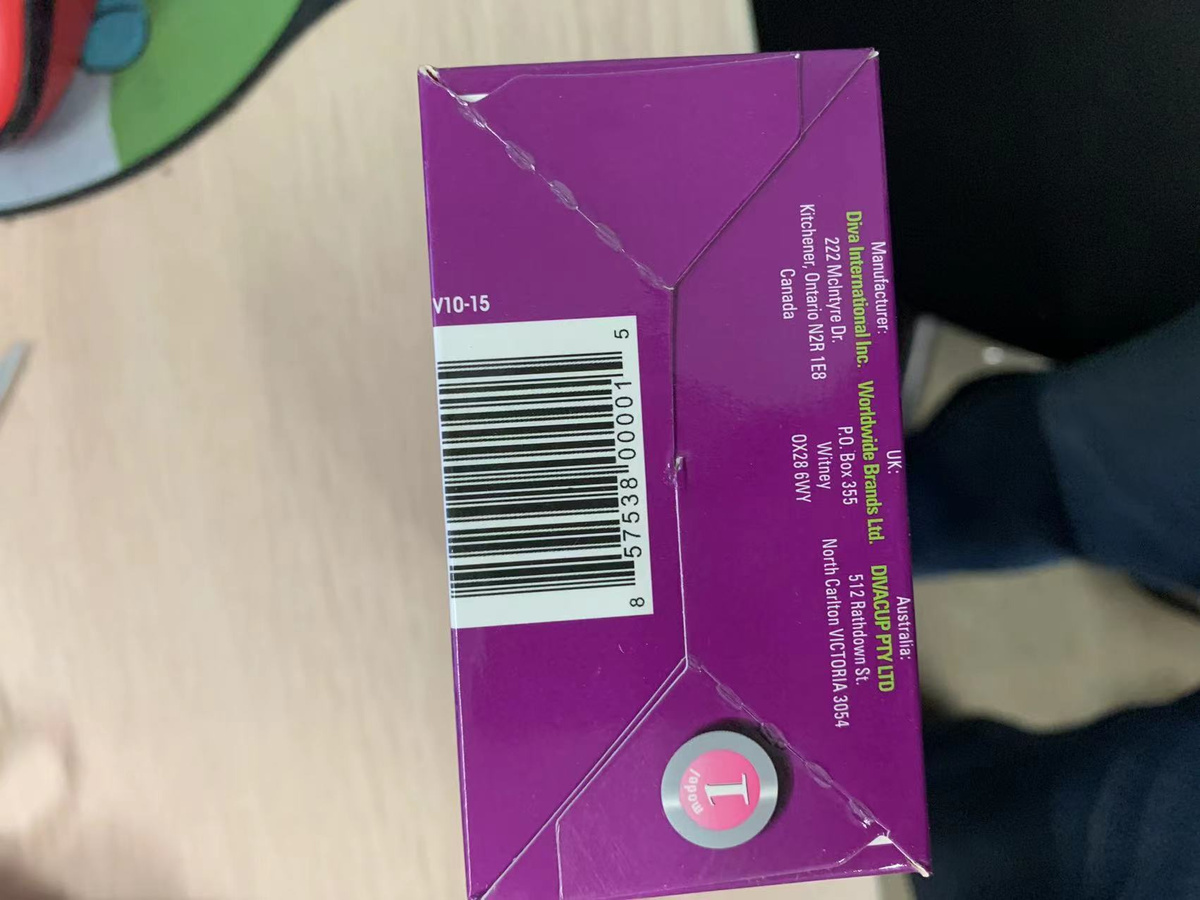 Manufacturer:
Diva International Inc.
222 McIntyre Dr.
Kitchener, Ontario N2R 1E8
Canada
UK:
Worldwide Brands Ltd.
P.O. Box 355
Witney
OX28 6WY
Australia:
DIVACUP PTY LTD
512 Rathdown St.
North Carlton VICTORIA 3054
V10-15
8 57538 00001 5
model
1